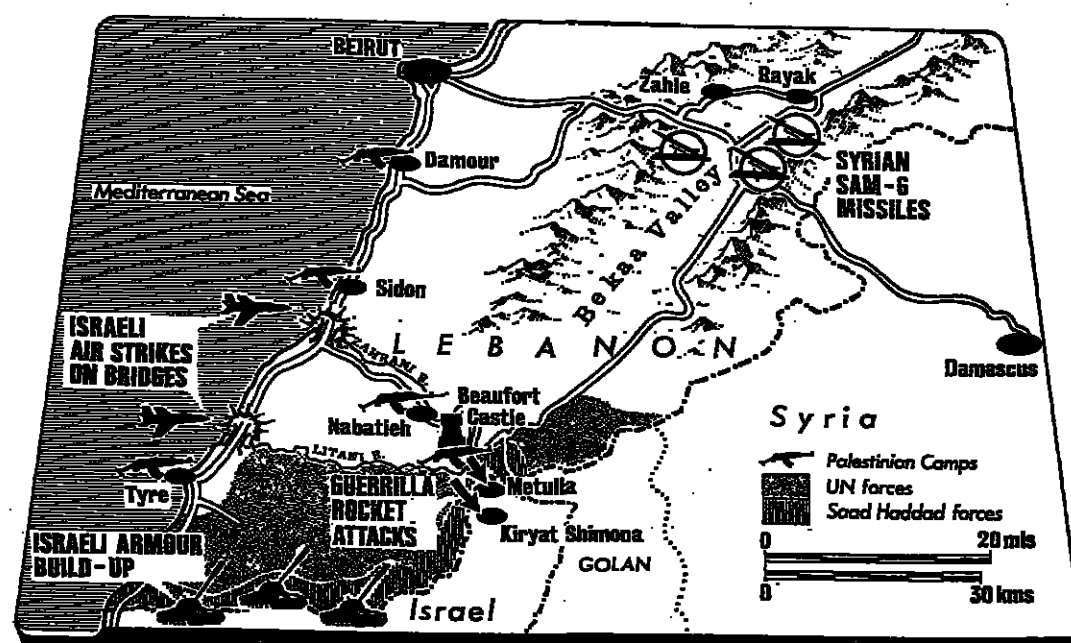 BEIRUT
Zahle
Rayak
Damour
SYRIAN
SAM-6
MISSILES
Mediterranean Sea
Bekaa Valley
Sidon
ISRAELI
AIR STRIKES
ON BRIDGES
ZAHRANI R.
LEBANON
Damascus
Beaufort
Castle
Nabatieh
Syria
LITANI R.
Palestinian Camps
UN forces
Saad Haddad forces
Tyre
GUERRILLA
ROCKET
ATTACKS
Metulla
Kiryat Shimona
ISRAELI ARMOUR
BUILD-UP
GOLAN
Israel
0 20 mls
0 30 kms